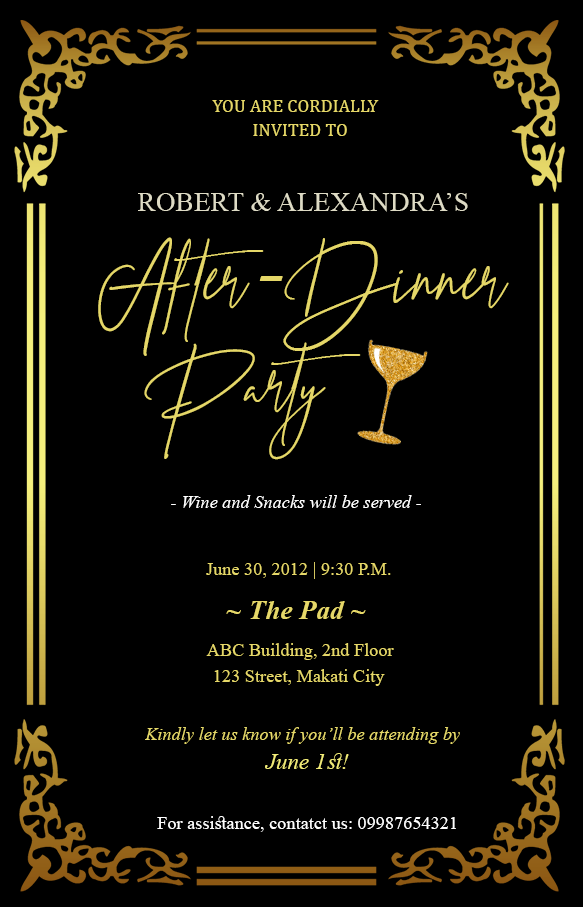 YOU ARE CORDIALLY
INVITED TO
ROBERT & ALEXANDRA’S
After-Dinner
Party
- Wine and Snacks will be served -
June 30, 2012 | 9:30 P.M.
~ The Pad ~
ABC Building, 2nd Floor
123 Street, Makati City
Kindly let us know if you’ll be attending by
June 1st!
For assistance, contatct us: 09987654321